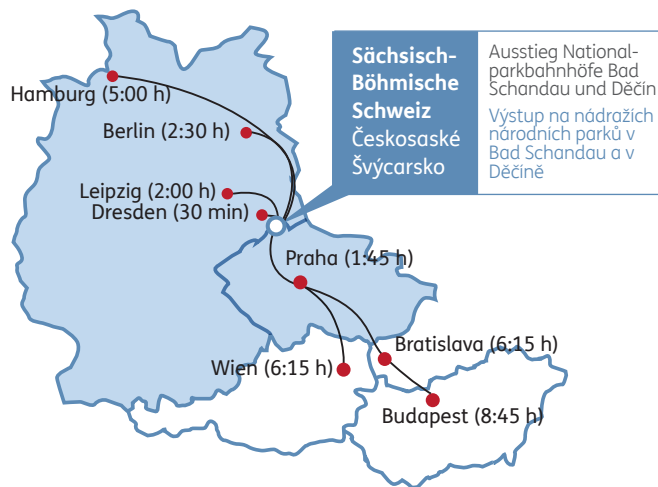 Sächsisch-
Böhmische
Schweiz
Českosaské
Švýcarsko
Ausstieg National-
parkbahnhöfe Bad
Schandau und Děčín
Výstup na nádražích
národních parků v
Bad Schandau a v
Děčíně
Hamburg (5:00 h)
Berlin (2:30 h)
Leipzig (2:00 h)
Dresden (30 min)
Praha (1:45 h)
Bratislava (6:15 h)
Wien (6:15 h)
Budapest (8:45 h)